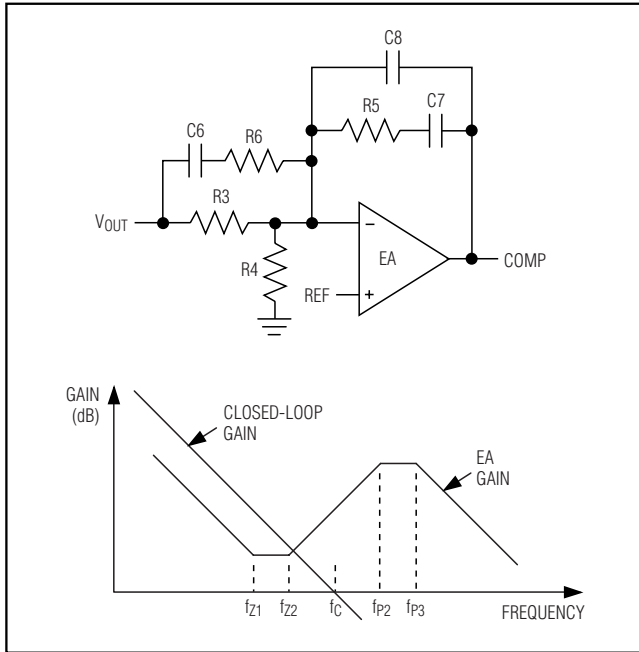 C8
R5
C7
C6
R6
R3
VOUT
R4
−
EA
COMP
REF
+
GAIN
(dB)
CLOSED-LOOP
GAIN
EA
GAIN
fZ1
fZ2
fC
fP2
fP3
FREQUENCY